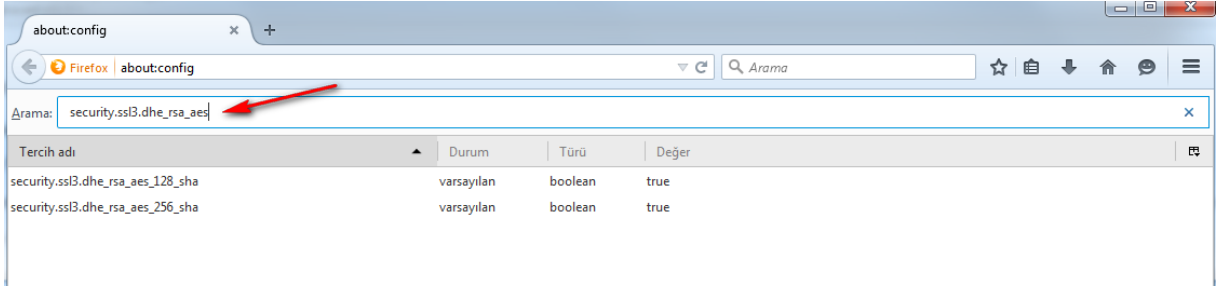 about:config
Firefox about:config Arama
Arama: security.ssl3.dhe_rsa_aes
Tercih adı Durum Türü Değer
security.ssl3.dhe_rsa_aes_128_sha varsayılan boolean true
security.ssl3.dhe_rsa_aes_256_sha varsayılan boolean true